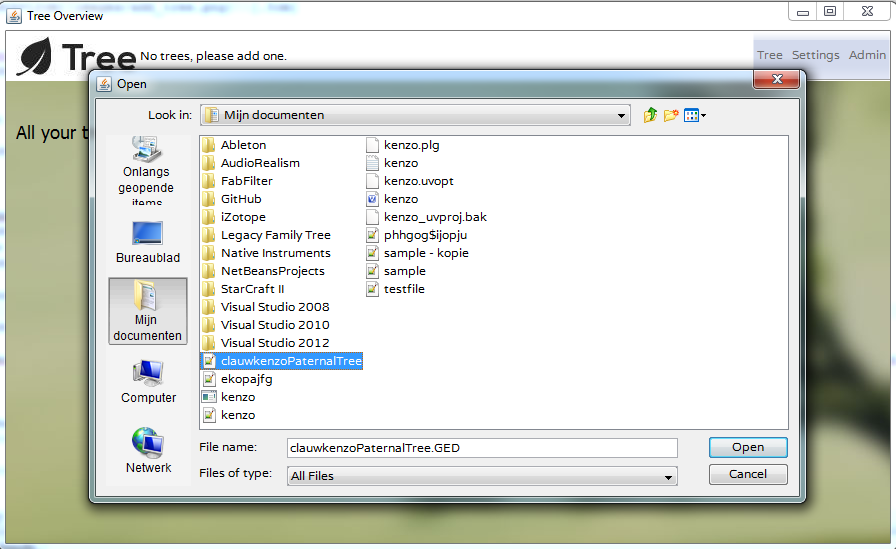 Tree Overview
Tree
No trees, please add one.
Tree Settings Admin
All your t
Open
Look in:
Mijn documenten
Onlangs
geopende
items
Bureaublad
Mijn
documenten
Computer
Netwerk
Ableton
AudioRealism
FabFilter
GitHub
iZotope
Legacy Family Tree
Native Instruments
NetBeansProjects
StarCraft II
Visual Studio 2008
Visual Studio 2010
Visual Studio 2012
clauwkenzoPaternalTree
ekopajfg
kenzo
kenzo
kenzo.plg
kenzo
kenzo.uvopt
kenzo
kenzo_uvproj.bak
phhgog$ijopju
sample - kopie
sample
testfile
File name:
clauwkenzoPaternalTree.GED
Open
Files of type:
All Files
Cancel